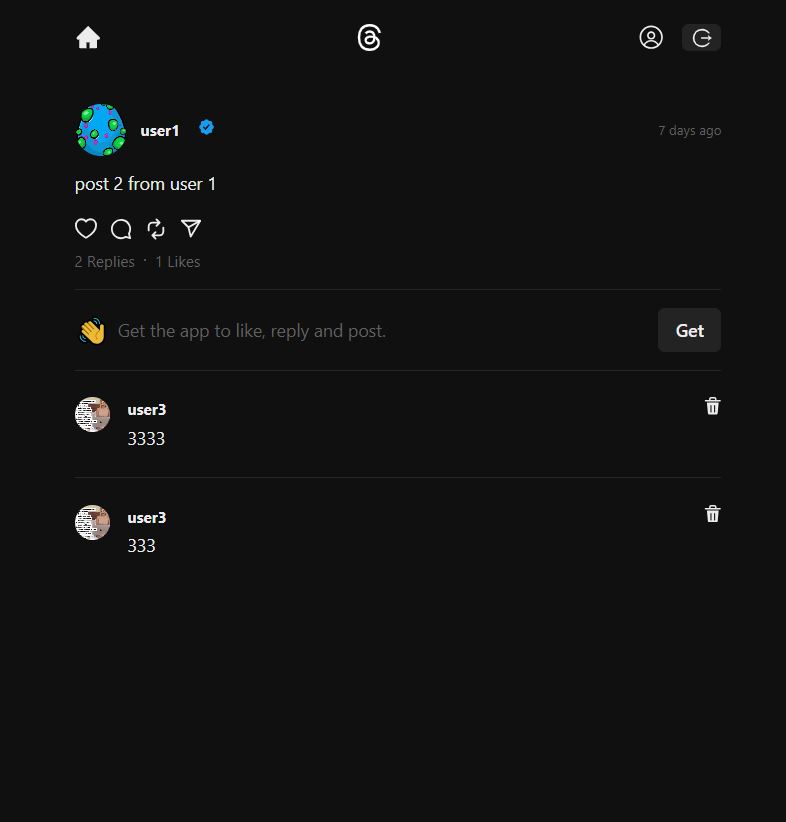 user1
7 days ago
post 2 from user 1
2 Replies · 1 Likes
Get the app to like, reply and post.
Get
user3
3333
user3
333